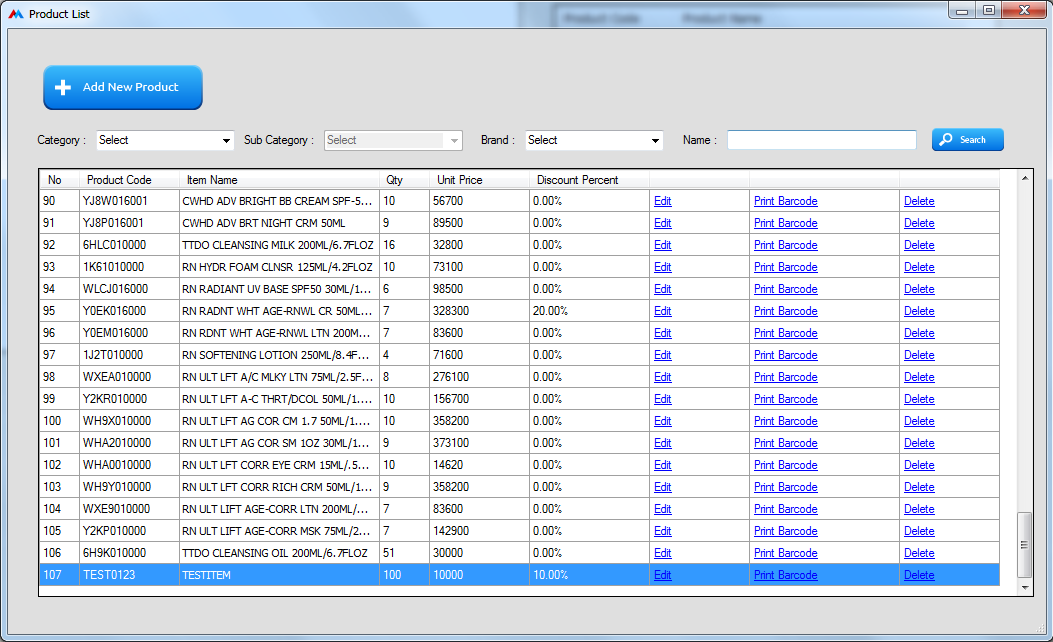 Product List
Product Code Product Name
Add New Product
Category : Select Sub Category : Select Brand : Select Name : Search
No Product Code Item Name Qty Unit Price Discount Percent
90 YJ8W016001 CWHD ADV BRIGHT BB CREAM SPF-5... 10 56700 0.00% Edit Print Barcode Delete
91 YJ8P016001 CWHD ADV BRT NIGHT CRM 50ML 9 89500 0.00% Edit Print Barcode Delete
92 6HLC010000 TTDO CLEANSING MILK 200ML/6.7FLOZ 16 32800 0.00% Edit Print Barcode Delete
93 1K61010000 RN HYDR FOAM CLNSR 125ML/4.2FLOZ 10 73100 0.00% Edit Print Barcode Delete
94 WLCJ016000 RN RADIANT UV BASE SPF50 30ML/1... 6 98500 0.00% Edit Print Barcode Delete
95 Y0EK016000 RN RADNT WHT AGE-RNWL CR 50ML... 7 328300 20.00% Edit Print Barcode Delete
96 Y0EM016000 RN RDNT WHT AGE-RNWL LTN 200M... 7 83600 0.00% Edit Print Barcode Delete
97 1J2T010000 RN SOFTENING LOTION 250ML/8.4F... 4 71600 0.00% Edit Print Barcode Delete
98 WXEA010000 RN ULT LFT A/C MLKY LTN 75ML/2.5F... 8 276100 0.00% Edit Print Barcode Delete
99 Y2KR010000 RN ULT LFT A-C THRT/DCOL 50ML/1.... 10 156700 0.00% Edit Print Barcode Delete
100 WH9X010000 RN ULT LFT AG COR CM 1.7 50ML/1.... 10 358200 0.00% Edit Print Barcode Delete
101 WHA2010000 RN ULT LFT AG COR SM 1OZ 30ML/1... 9 373100 0.00% Edit Print Barcode Delete
102 WHA0010000 RN ULT LFT CORR EYE CRM 15ML/.5... 10 14620 0.00% Edit Print Barcode Delete
103 WH9Y010000 RN ULT LFT CORR RICH CRM 50ML/1... 9 358200 0.00% Edit Print Barcode Delete
104 WXE9010000 RN ULT LIFT AGE-CORR LTN 200ML/... 7 83600 0.00% Edit Print Barcode Delete
105 Y2KP010000 RN ULT LIFT AGE-CORR MSK 75ML/2... 7 142900 0.00% Edit Print Barcode Delete
106 6H9K010000 TTDO CLEANSING OIL 200ML/6.7FLOZ 51 30000 0.00% Edit Print Barcode Delete
107 TEST0123 TESTITEM 100 10000 10.00% Edit Print Barcode Delete